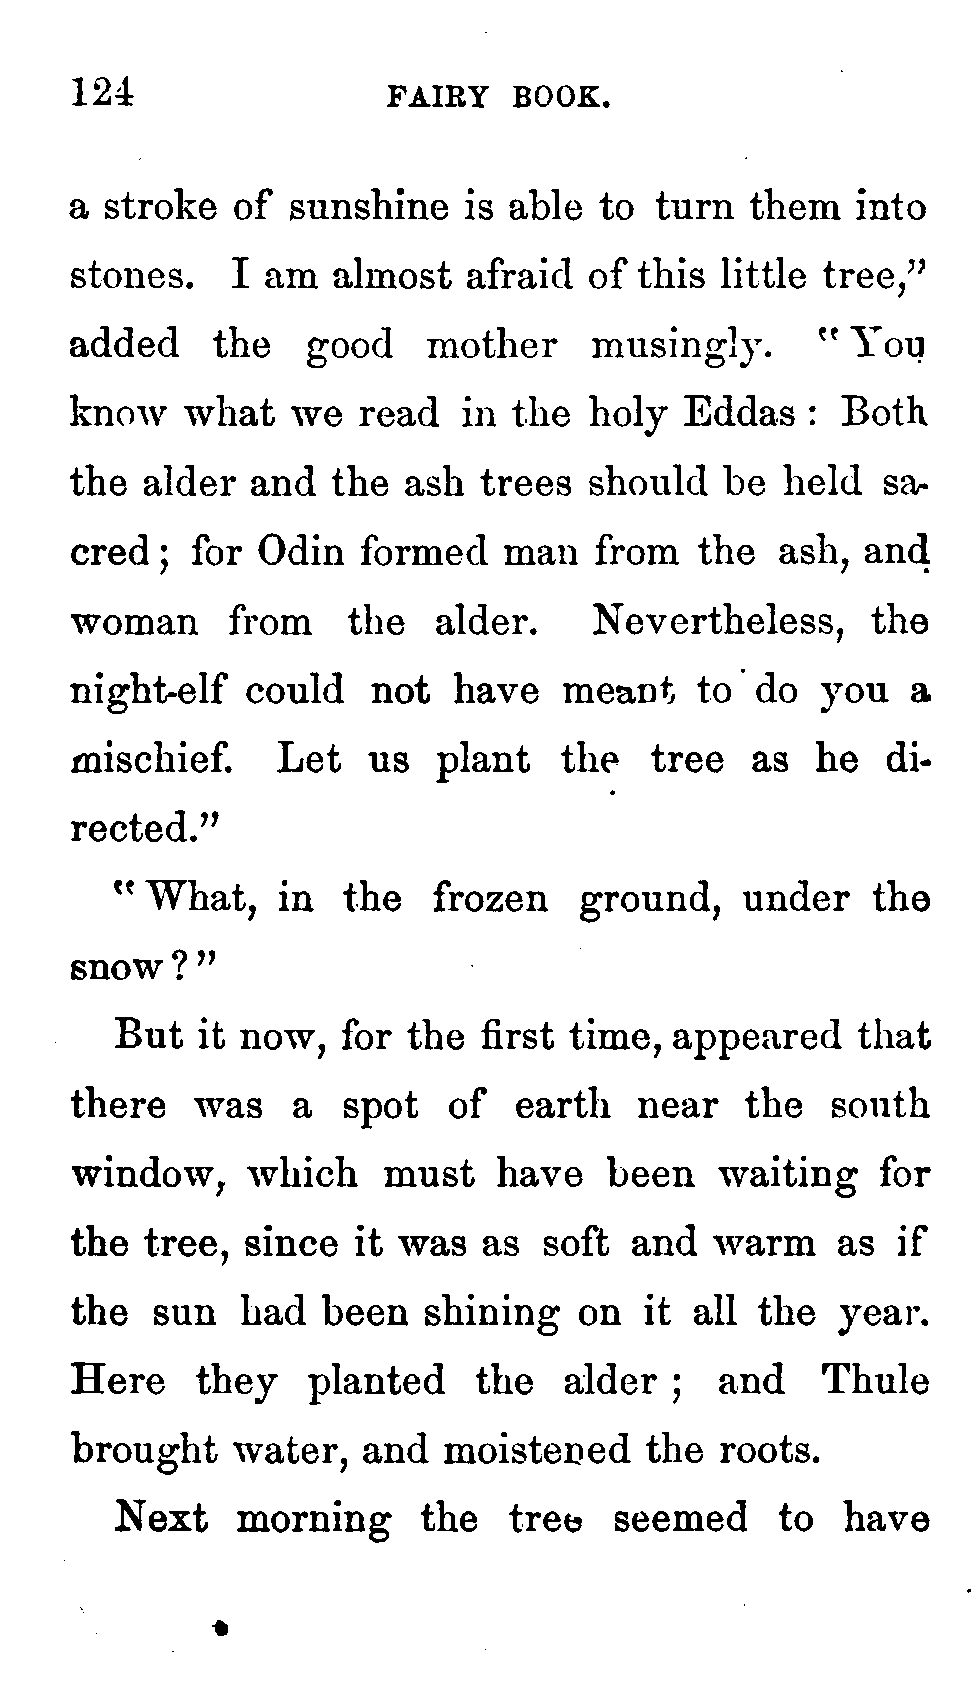 124 FAIRY BOOK.
a stroke of sunshine is able to turn them into
stones. I am almost afraid of this little tree,”
added the good mother musingly. “You
know what we read in the holy Eddas : Both
the alder and the ash trees should be held sa-
cred ; for Odin formed man from the ash, and
woman from the alder. Nevertheless, the
night-elf could not have meant to do you a
mischief. Let us plant the tree as he di-
rected.”
“What, in the frozen ground, under the
snow ?”
But it now, for the first time, appeared that
there was a spot of earth near the south
window, which must have been waiting for
the tree, since it was as soft and warm as if
the sun had been shining on it all the year.
Here they planted the alder ; and Thule
brought water, and moistened the roots.
Next morning the tree seemed to have